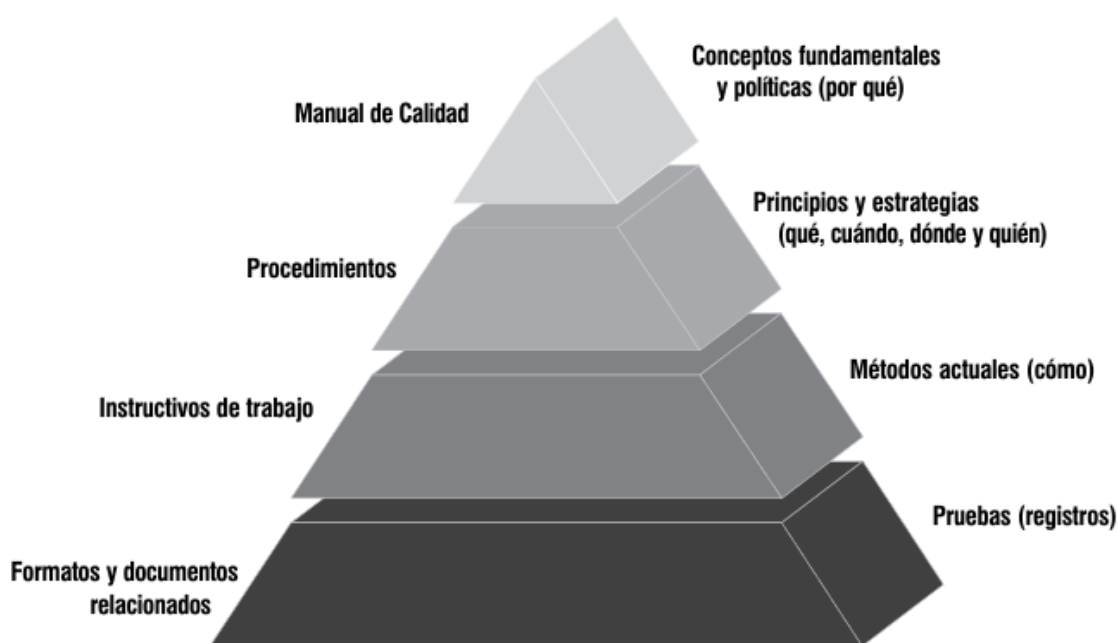 Conceptos fundamentales
y políticas (por qué)
Manual de Calidad
Principios y estrategias
(qué, cuándo, dónde y quién)
Procedimientos
Métodos actuales (cómo)
Instructivos de trabajo
Pruebas (registros)
Formatos y documentos
relacionados